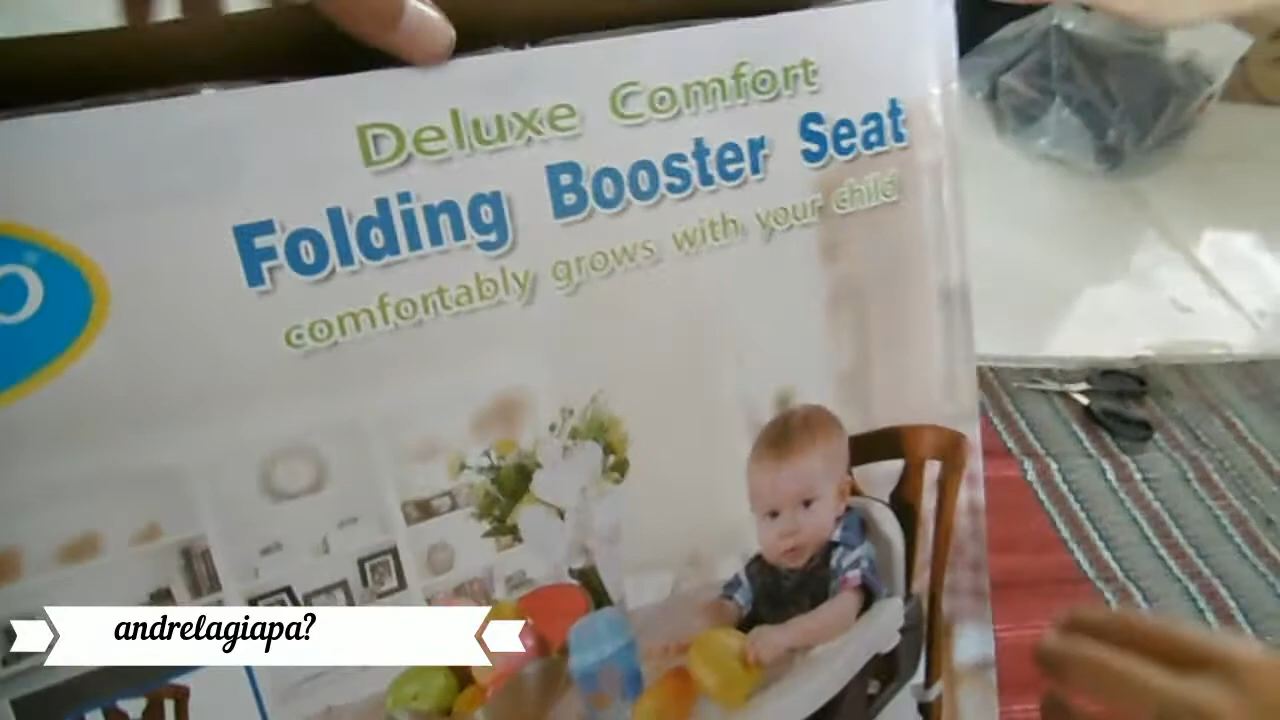 Deluxe Comfort
Folding Booster Seat
comfortably grows with your child
andrelagiapa?